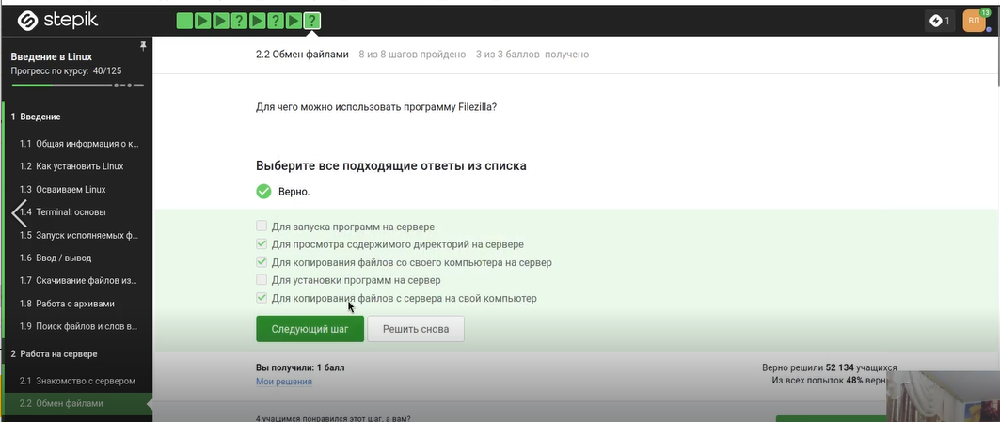 stepik
? ? ?
1
13
ВП
Введение в Linux
Прогресс по курсу: 40/125
2.2 Обмен файлами 8 из 8 шагов пройдено 3 из 3 баллов получено
1 Введение
1.1 Общая информация о к...
1.2 Как установить Linux
1.3 Осваиваем Linux
1.4 Terminal: основы
1.5 Запуск исполняемых ф...
1.6 Ввод / вывод
1.7 Скачивание файлов из...
1.8 Работа с архивами
1.9 Поиск файлов и слов в...
2 Работа на сервере
2.1 Знакомство с сервером
2.2 Обмен файлами
Для чего можно использовать программу Filezilla?
Выберите все подходящие ответы из списка
Верно.
Для запуска программ на сервере
Для просмотра содержимого директорий на сервере
Для копирования файлов со своего компьютера на сервер
Для установки программ на сервер
Для копирования файлов с сервера на свой компьютер
Следующий шаг Решить снова
Вы получили: 1 балл
Мои решения
Верно решили 52 134 учащихся
Из всех попыток 48% верн
4 учащимся понравился этот шаг, а вам?